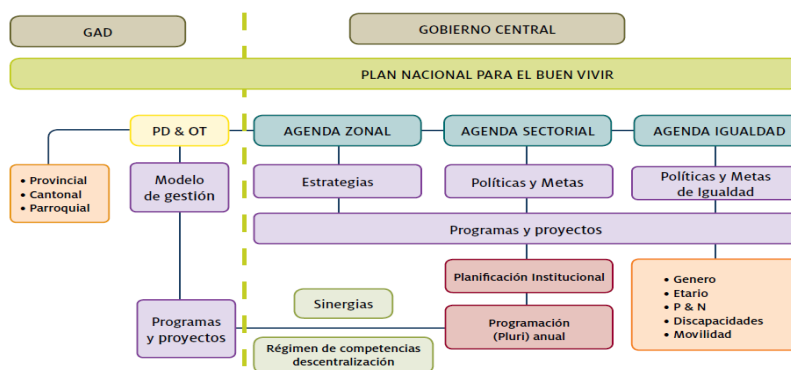 GAD
GOBIERNO CENTRAL
PLAN NACIONAL PARA EL BUEN VIVIR
PD & OT
AGENDA ZONAL
AGENDA SECTORIAL
AGENDA IGUALDAD
• Provincial
• Cantonal
• Parroquial
Modelo
de gestión
Estrategias
Políticas y Metas
Políticas y Metas
de Igualdad
Programas y proyectos
Planificación Institucional
• Genero
• Etario
• P & N
• Discapacidades
• Movilidad
Sinergias
Programas
y proyectos
Programación
(Pluri) anual
Régimen de competencias
descentralización